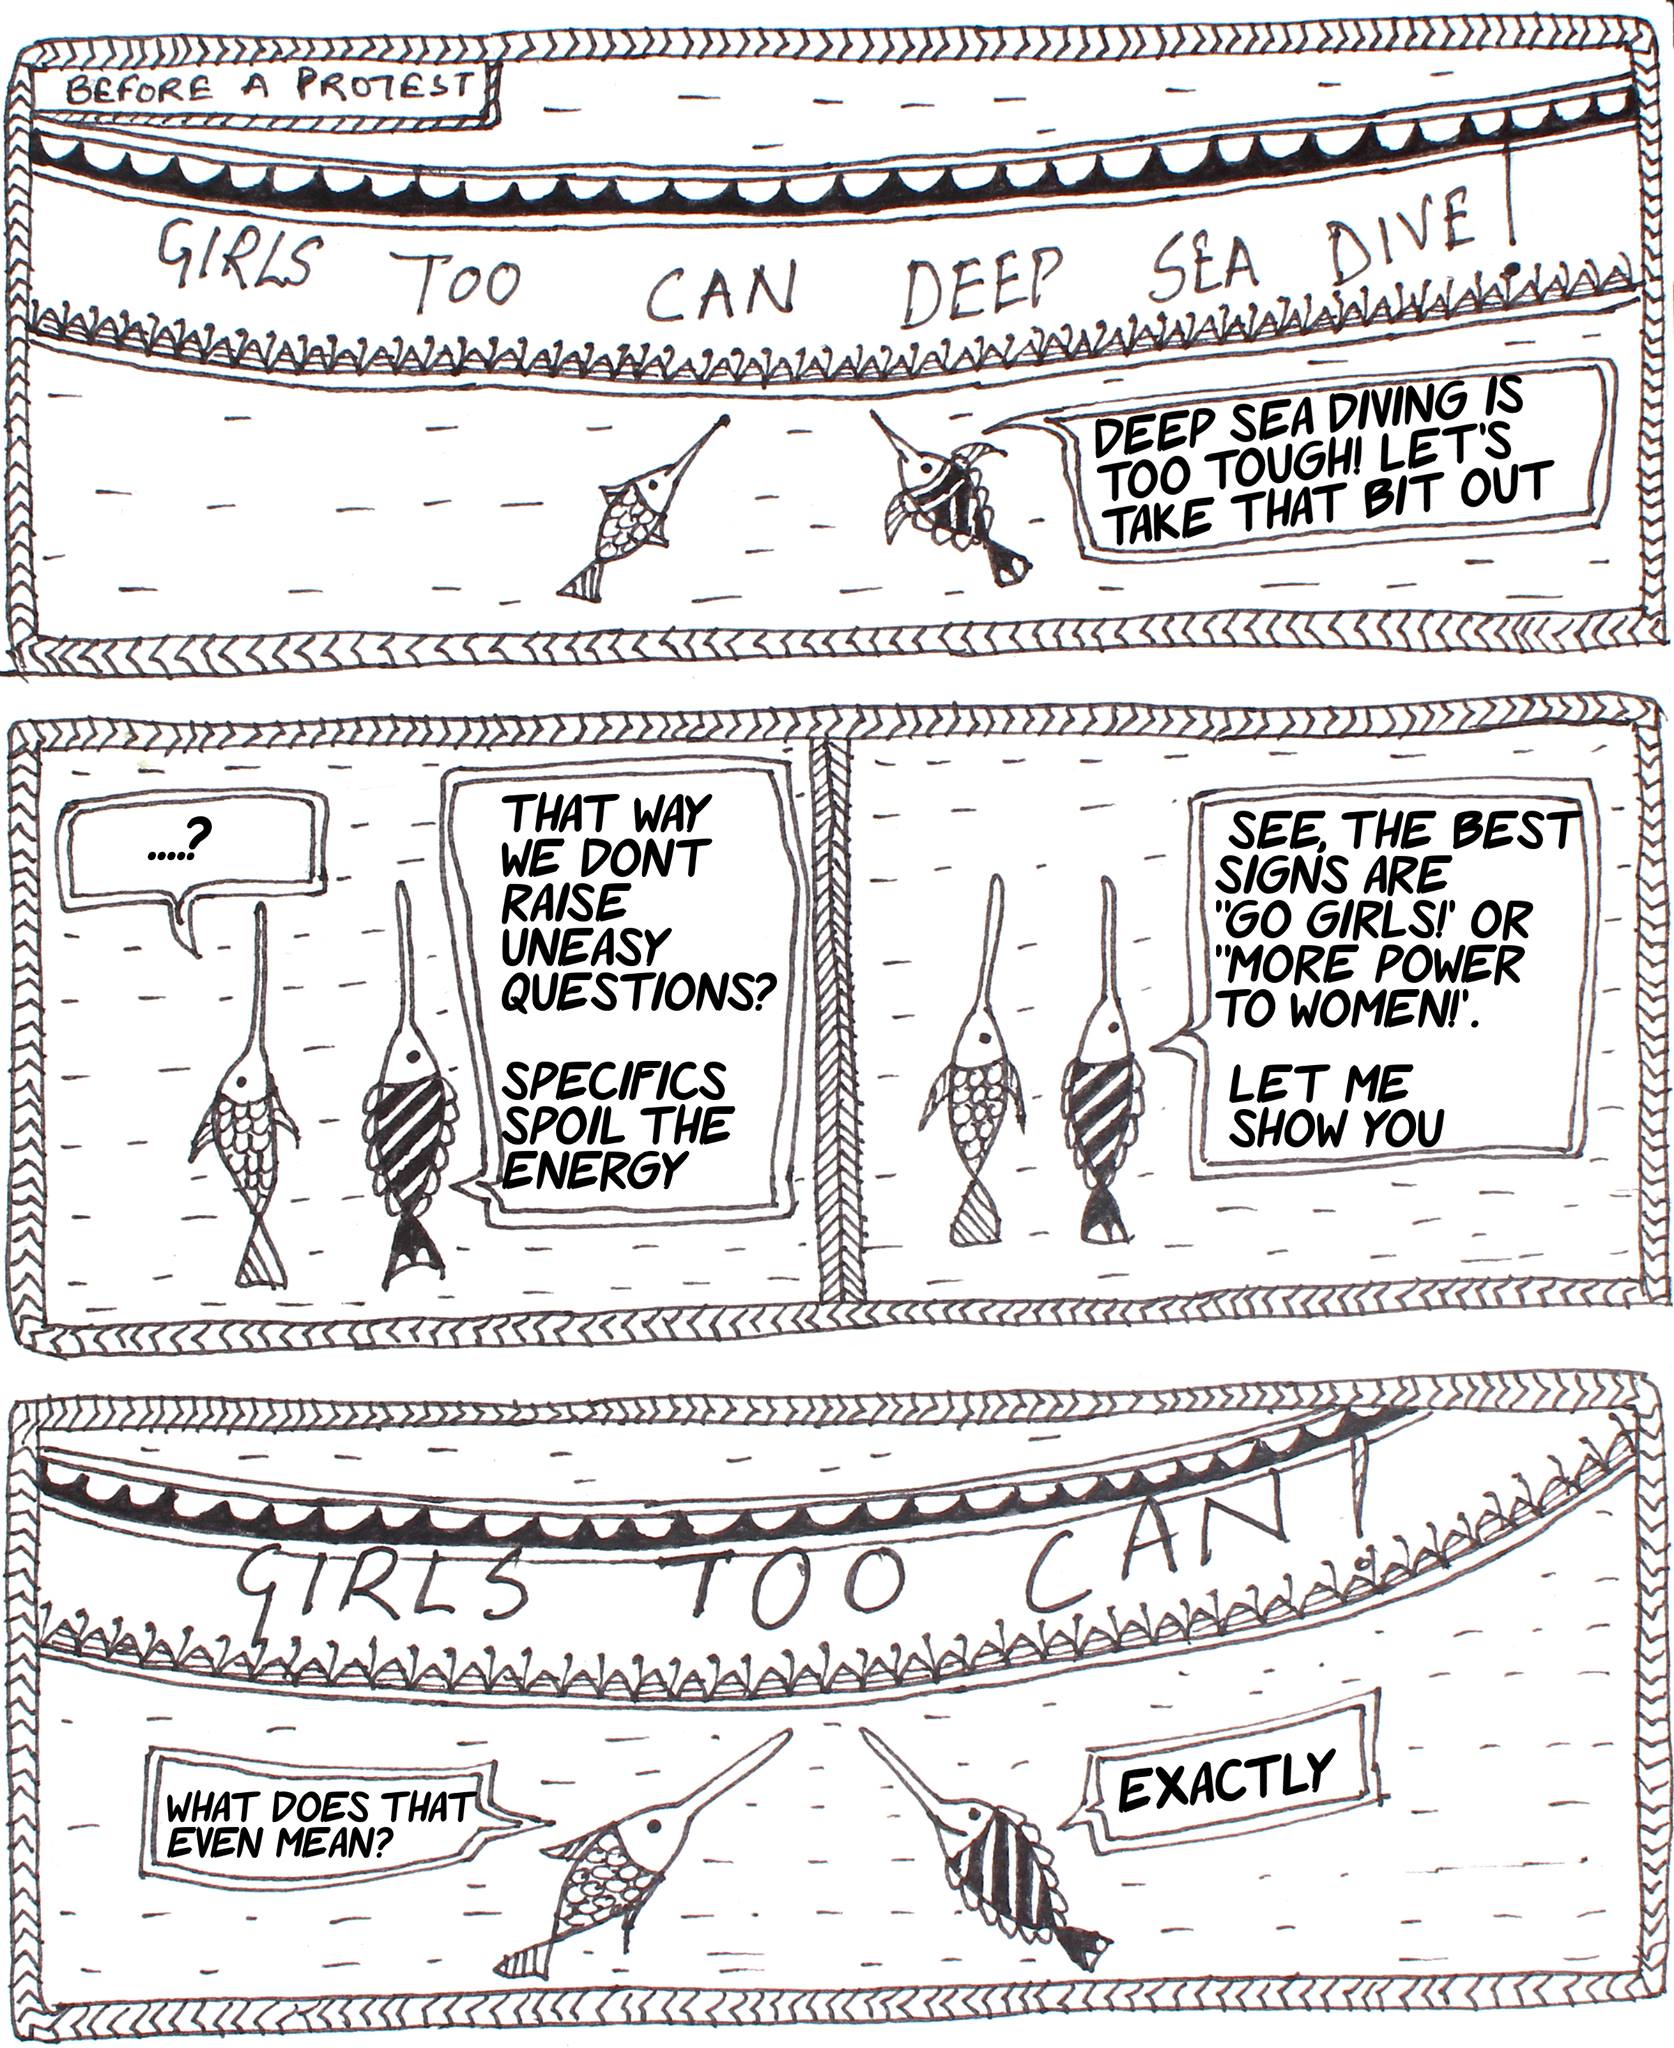 BEFORE A PROTEST
GIRLS TOO CAN DEEP SEA DIVE!
DEEP SEA DIVING IS
TOO TOUGH! LET'S
TAKE THAT BIT OUT
.....?
THAT WAY
WE DONT
RAISE
UNEASY
QUESTIONS?
SPECIFICS
SPOIL THE
ENERGY
SEE, THE BEST
SIGNS ARE
"GO GIRLS!' OR
"MORE POWER
TO WOMEN!'.
LET ME
SHOW YOU
GIRLS TOO CAN!
WHAT DOES THAT
EVEN MEAN?
EXACTLY